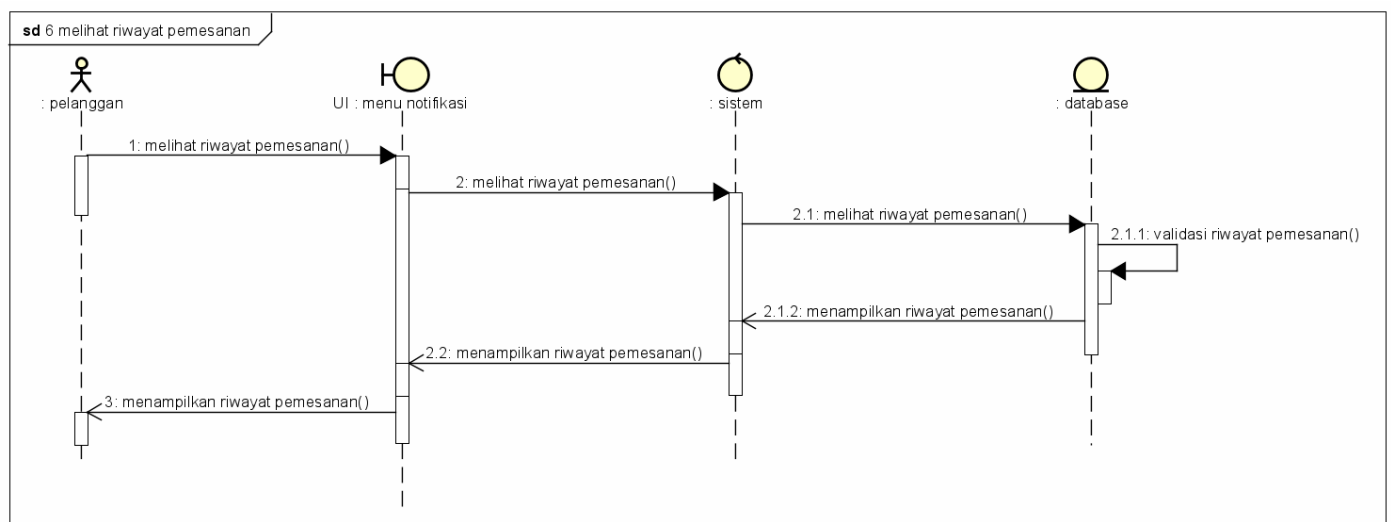 sd 6 melihat riwayat pemesanan
: pelanggan
UI : menu notifikasi
: sistem
: database
1: melihat riwayat pemesanan()
2: melihat riwayat pemesanan()
2.1: melihat riwayat pemesanan()
2.1.1: validasi riwayat pemesanan()
2.1.2: menampilkan riwayat pemesanan()
2.2: menampilkan riwayat pemesanan()
3: menampilkan riwayat pemesanan()